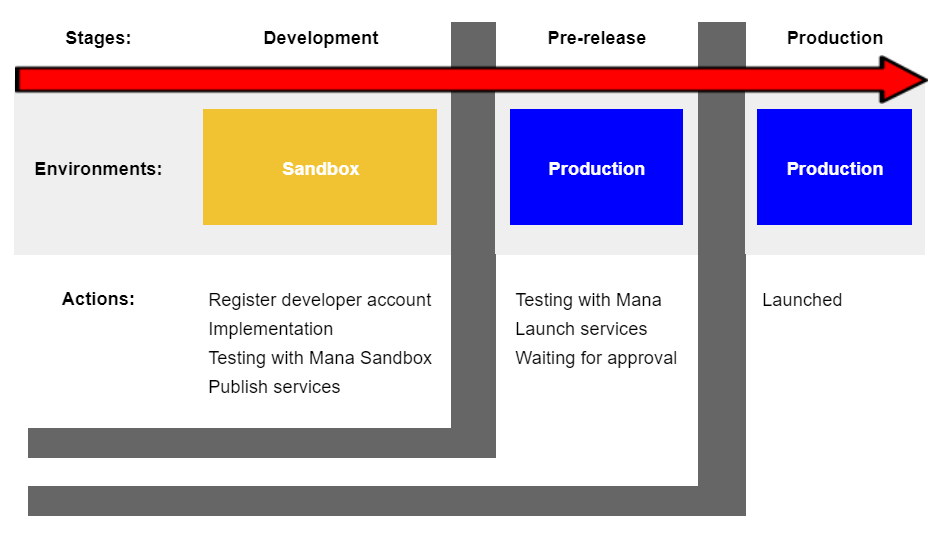 Stages: Development Pre-release Production
Environments: Sandbox Production Production
Actions: Register developer account Testing with Mana Launched
Implementation Launch services
Testing with Mana Sandbox Waiting for approval
Publish services